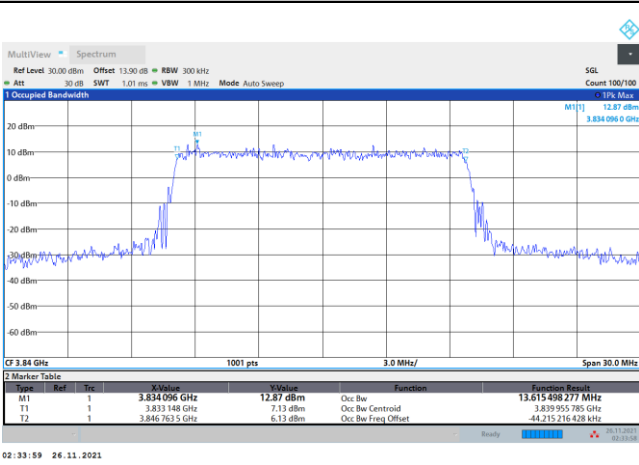 MultiView Spectrum
Ref Level 30.00 dBm Offset 13.90 dB RBW 300 kHz SGL
Att 30 dB SWT 1.01 ms VBW 1 MHz Mode Auto Sweep Count 100/100
1 Occupied Bandwidth 1Pk Max
M1[1] 12.87 dBm
3.834 096 0 GHz
M1
T1
T2
20 dBm
10 dBm
0 dBm
-10 dBm
-20 dBm
-30 dBm
-40 dBm
-50 dBm
-60 dBm
CF 3.84 GHz 1001 pts 3.0 MHz/ Span 30.0 MHz
2 Marker Table
Type Ref Trc X-Value Y-Value Function Function Result
M1 1 3.834 096 GHz 12.87 dBm Occ Bw 13.615 498 277 MHz
T1 1 3.833 148 GHz 7.13 dBm Occ Bw Centroid 3.839 955 785 GHz
T2 1 3.846 763 5 GHz 6.13 dBm Occ Bw Freq Offset -44.215 216 428 kHz
Ready 26.11.2021
02:33:58
02:33:59 26.11.2021